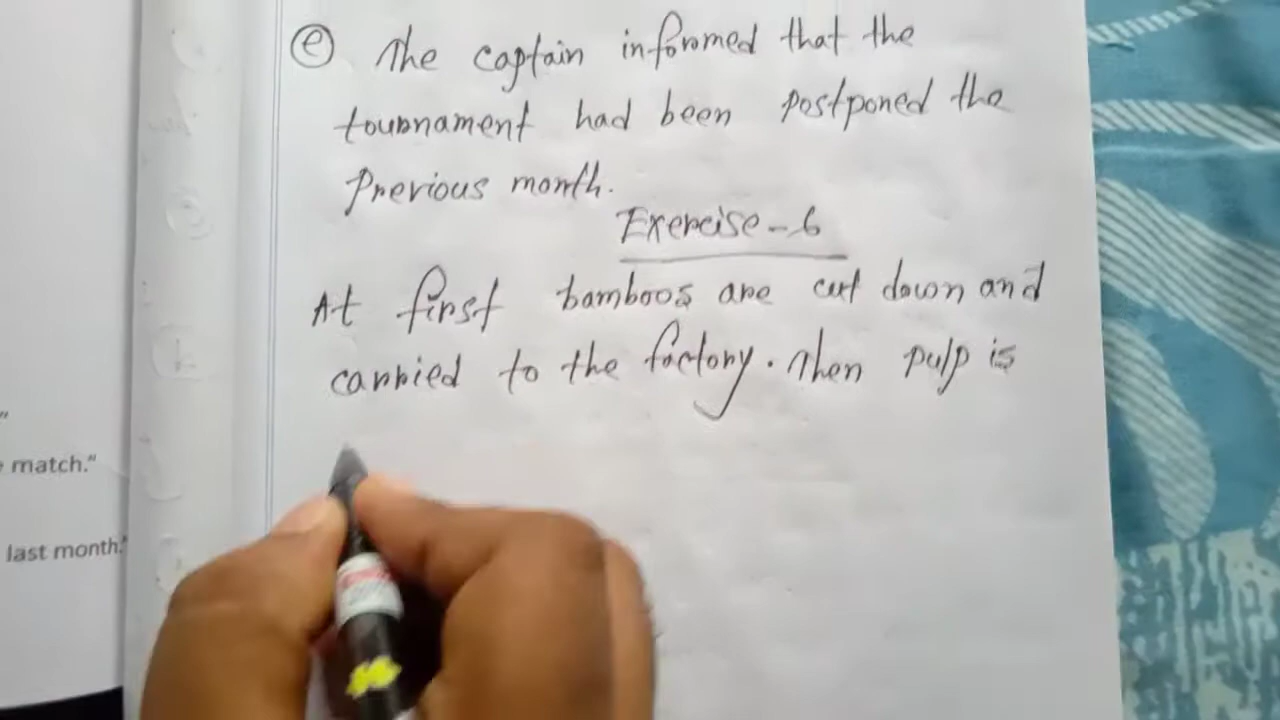 ⓔ The captain informed that the
tournament had been postponed the
previous month.
Exercise-6
At first bamboos are cut down and
carried to the factory. Then pulp is
"
match."
last month."